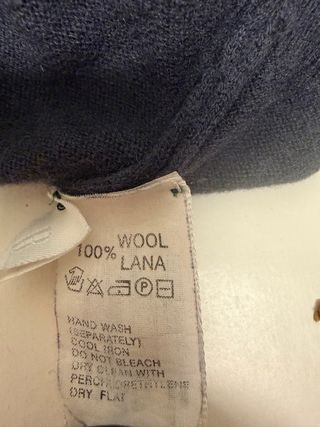 100% WOOL
LANA
P
HAND WASH
(SEPARATELY)
COOL IRON
DO NOT BLEACH
DRY CLEAN WITH
PERCHLORETHYLENE
DRY FLAT